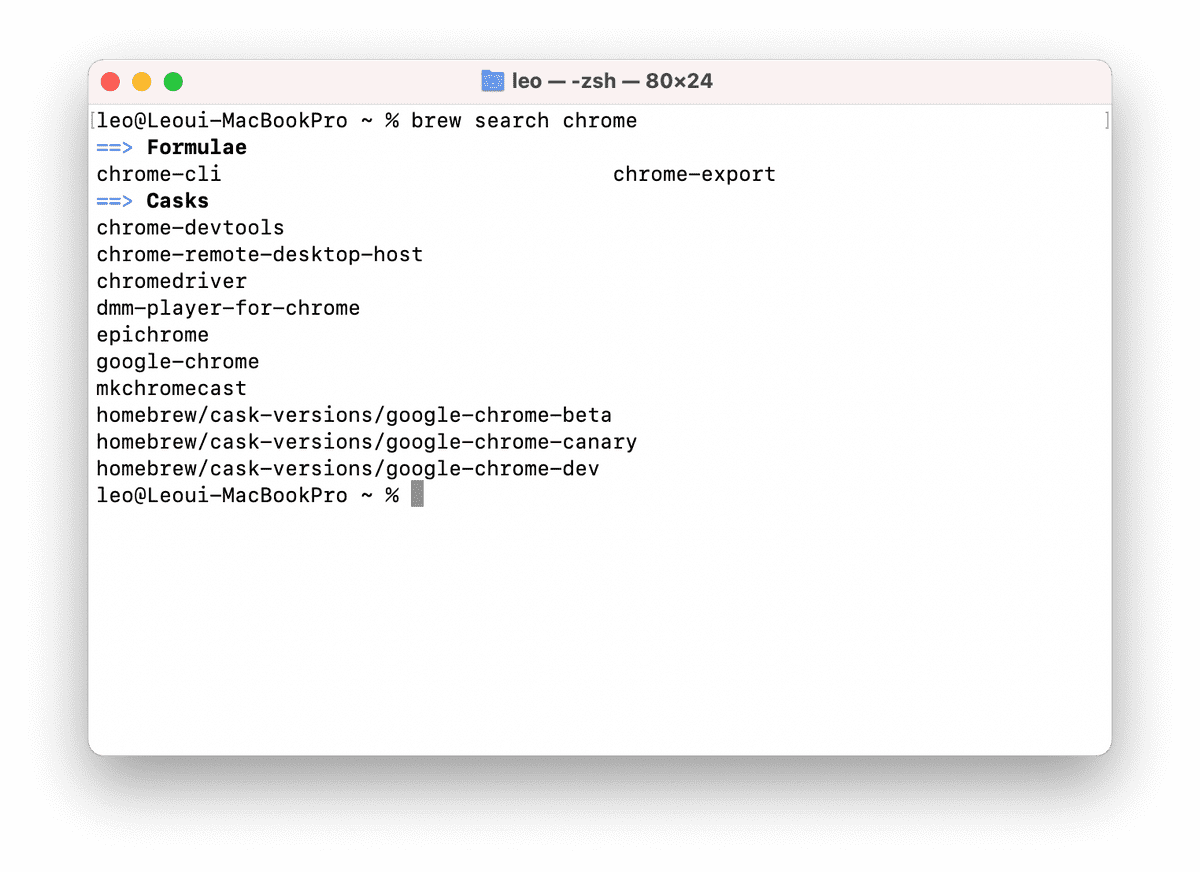 leo — -zsh — 80×24
[leo@Leoui-MacBookPro ~ % brew search chrome ]
==> Formulae
chrome-cli chrome-export
==> Casks
chrome-devtools
chrome-remote-desktop-host
chromedriver
dmm-player-for-chrome
epichrome
google-chrome
mkchromecast
homebrew/cask-versions/google-chrome-beta
homebrew/cask-versions/google-chrome-canary
homebrew/cask-versions/google-chrome-dev
leo@Leoui-MacBookPro ~ %